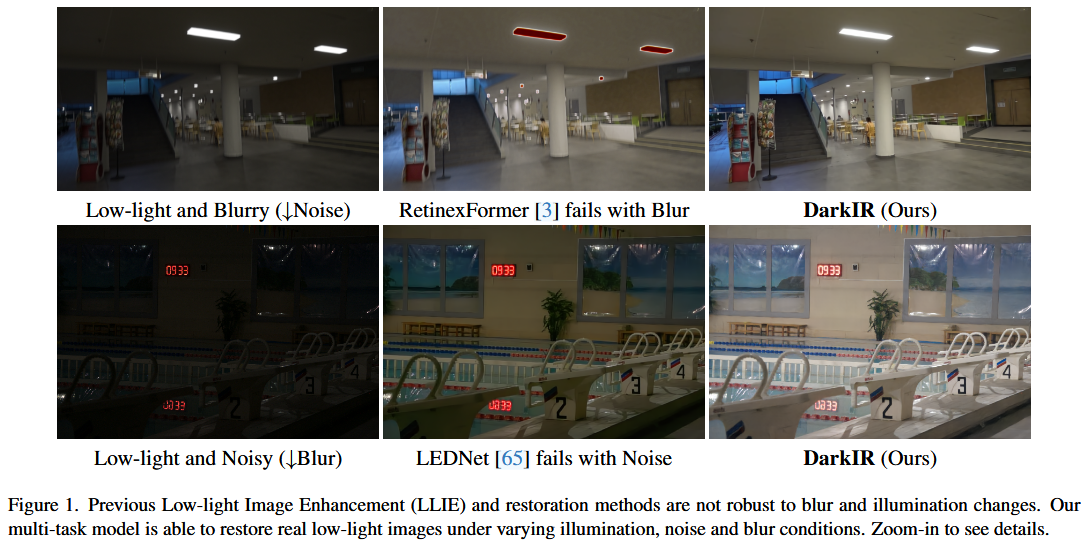 Low-light and Blurry (↓Noise)
RetinexFormer [3] fails with Blur
DarkIR (Ours)
09 33
09 33
09 33
3
4
2
3
4
2
3
4
2
Low-light and Noisy (↓Blur)
LEDNet [65] fails with Noise
DarkIR (Ours)
Figure 1. Previous Low-light Image Enhancement (LLIE) and restoration methods are not robust to blur and illumination changes. Our
multi-task model is able to restore real low-light images under varying illumination, noise and blur conditions. Zoom-in to see details.